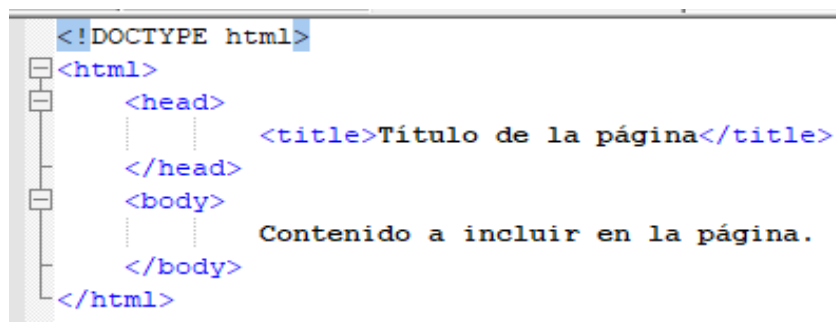 <!DOCTYPE html>
<html>
<head>
<title>Título de la página</title>
</head>
<body>
Contenido a incluir en la página.
</body>
</html>